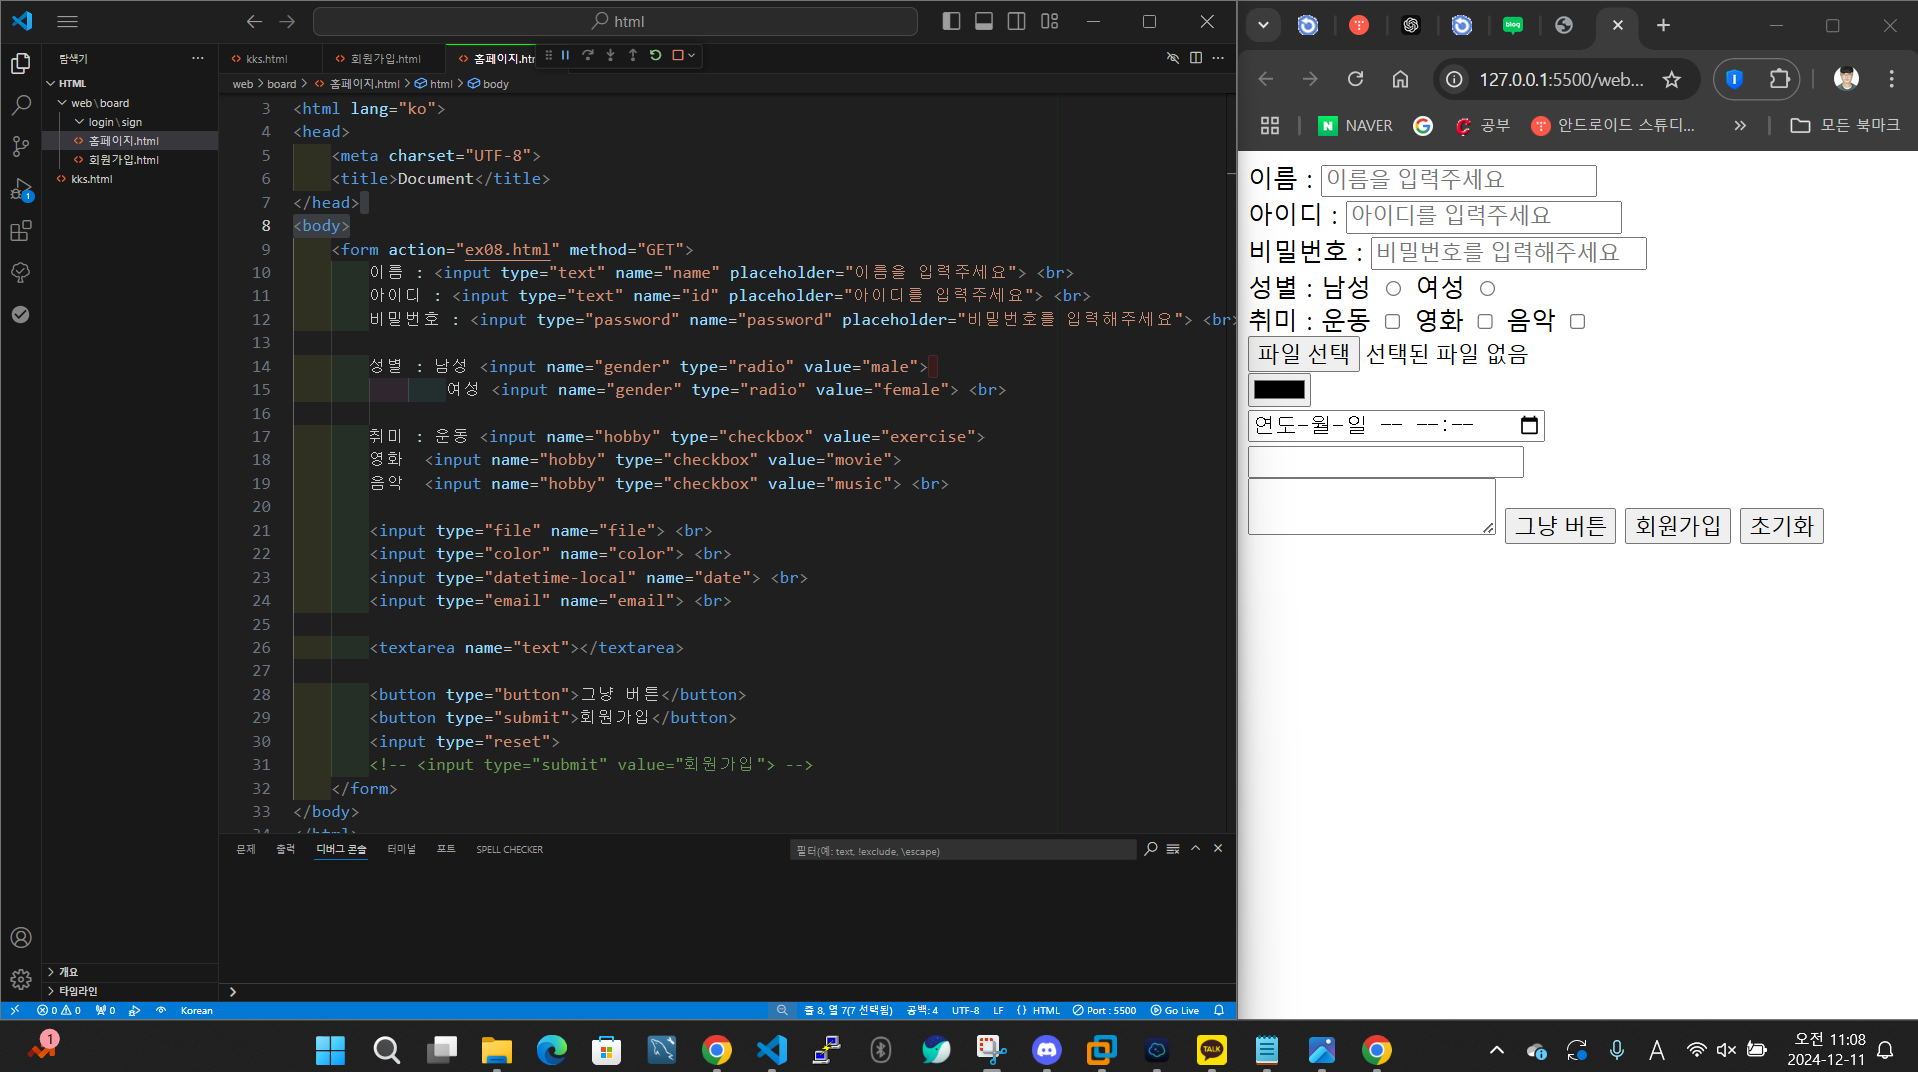 html
탐색기
HTML
web\board
login\sign
홈페이지.html
회원가입.html
kks.html
개요
타임라인
kks.html
회원가입.html
홈페이지.htm
web > board > 홈페이지.html > html > body
3 <html lang="ko">
4 <head>
5 <meta charset="UTF-8">
6 <title>Document</title>
7 </head>
8 <body>
9 <form action="ex08.html" method="GET">
10 이름 : <input type="text" name="name" placeholder="이름을 입력주세요"> <br>
11 아이디 : <input type="text" name="id" placeholder="아이디를 입력주세요"> <br>
12 비밀번호 : <input type="password" name="password" placeholder="비밀번호를 입력해주세요"> <br>
13
14 성별 : 남성 <input name="gender" type="radio" value="male">
15 여성 <input name="gender" type="radio" value="female"> <br>
16
17 취미 : 운동 <input name="hobby" type="checkbox" value="exercise">
18 영화 <input name="hobby" type="checkbox" value="movie">
19 음악 <input name="hobby" type="checkbox" value="music"> <br>
20
21 <input type="file" name="file"> <br>
22 <input type="color" name="color"> <br>
23 <input type="datetime-local" name="date"> <br>
24 <input type="email" name="email"> <br>
25
26 <textarea name="text"></textarea>
27
28 <button type="button">그냥 버튼</button>
29 <button type="submit">회원가입</button>
30 <input type="reset">
31 <!-- <input type="submit" value="회원가입"> -->
32 </form>
33 </body>
34 </html>
문제 출력 디버그 콘솔 터미널 포트 SPELL CHECKER
필터(예: text, !exclude, \escape)
0 0 0 Korean 줄 8, 열 7(7 선택됨) 공백: 4 UTF-8 LF {} HTML Port : 5500 Go Live
127.0.0.1:5500/web...
NAVER 공부 안드로이드 스튜디... 모든 북마크
이름 : 이름을 입력주세요
아이디 : 아이디를 입력주세요
비밀번호 : 비밀번호를 입력해주세요
성별 : 남성 여성
취미 : 운동 영화 음악
파일 선택 선택된 파일 없음
연도-월-일 -- --:--
그냥 버튼 회원가입 초기화
1
TALK
A
오전 11:08
2024-12-11